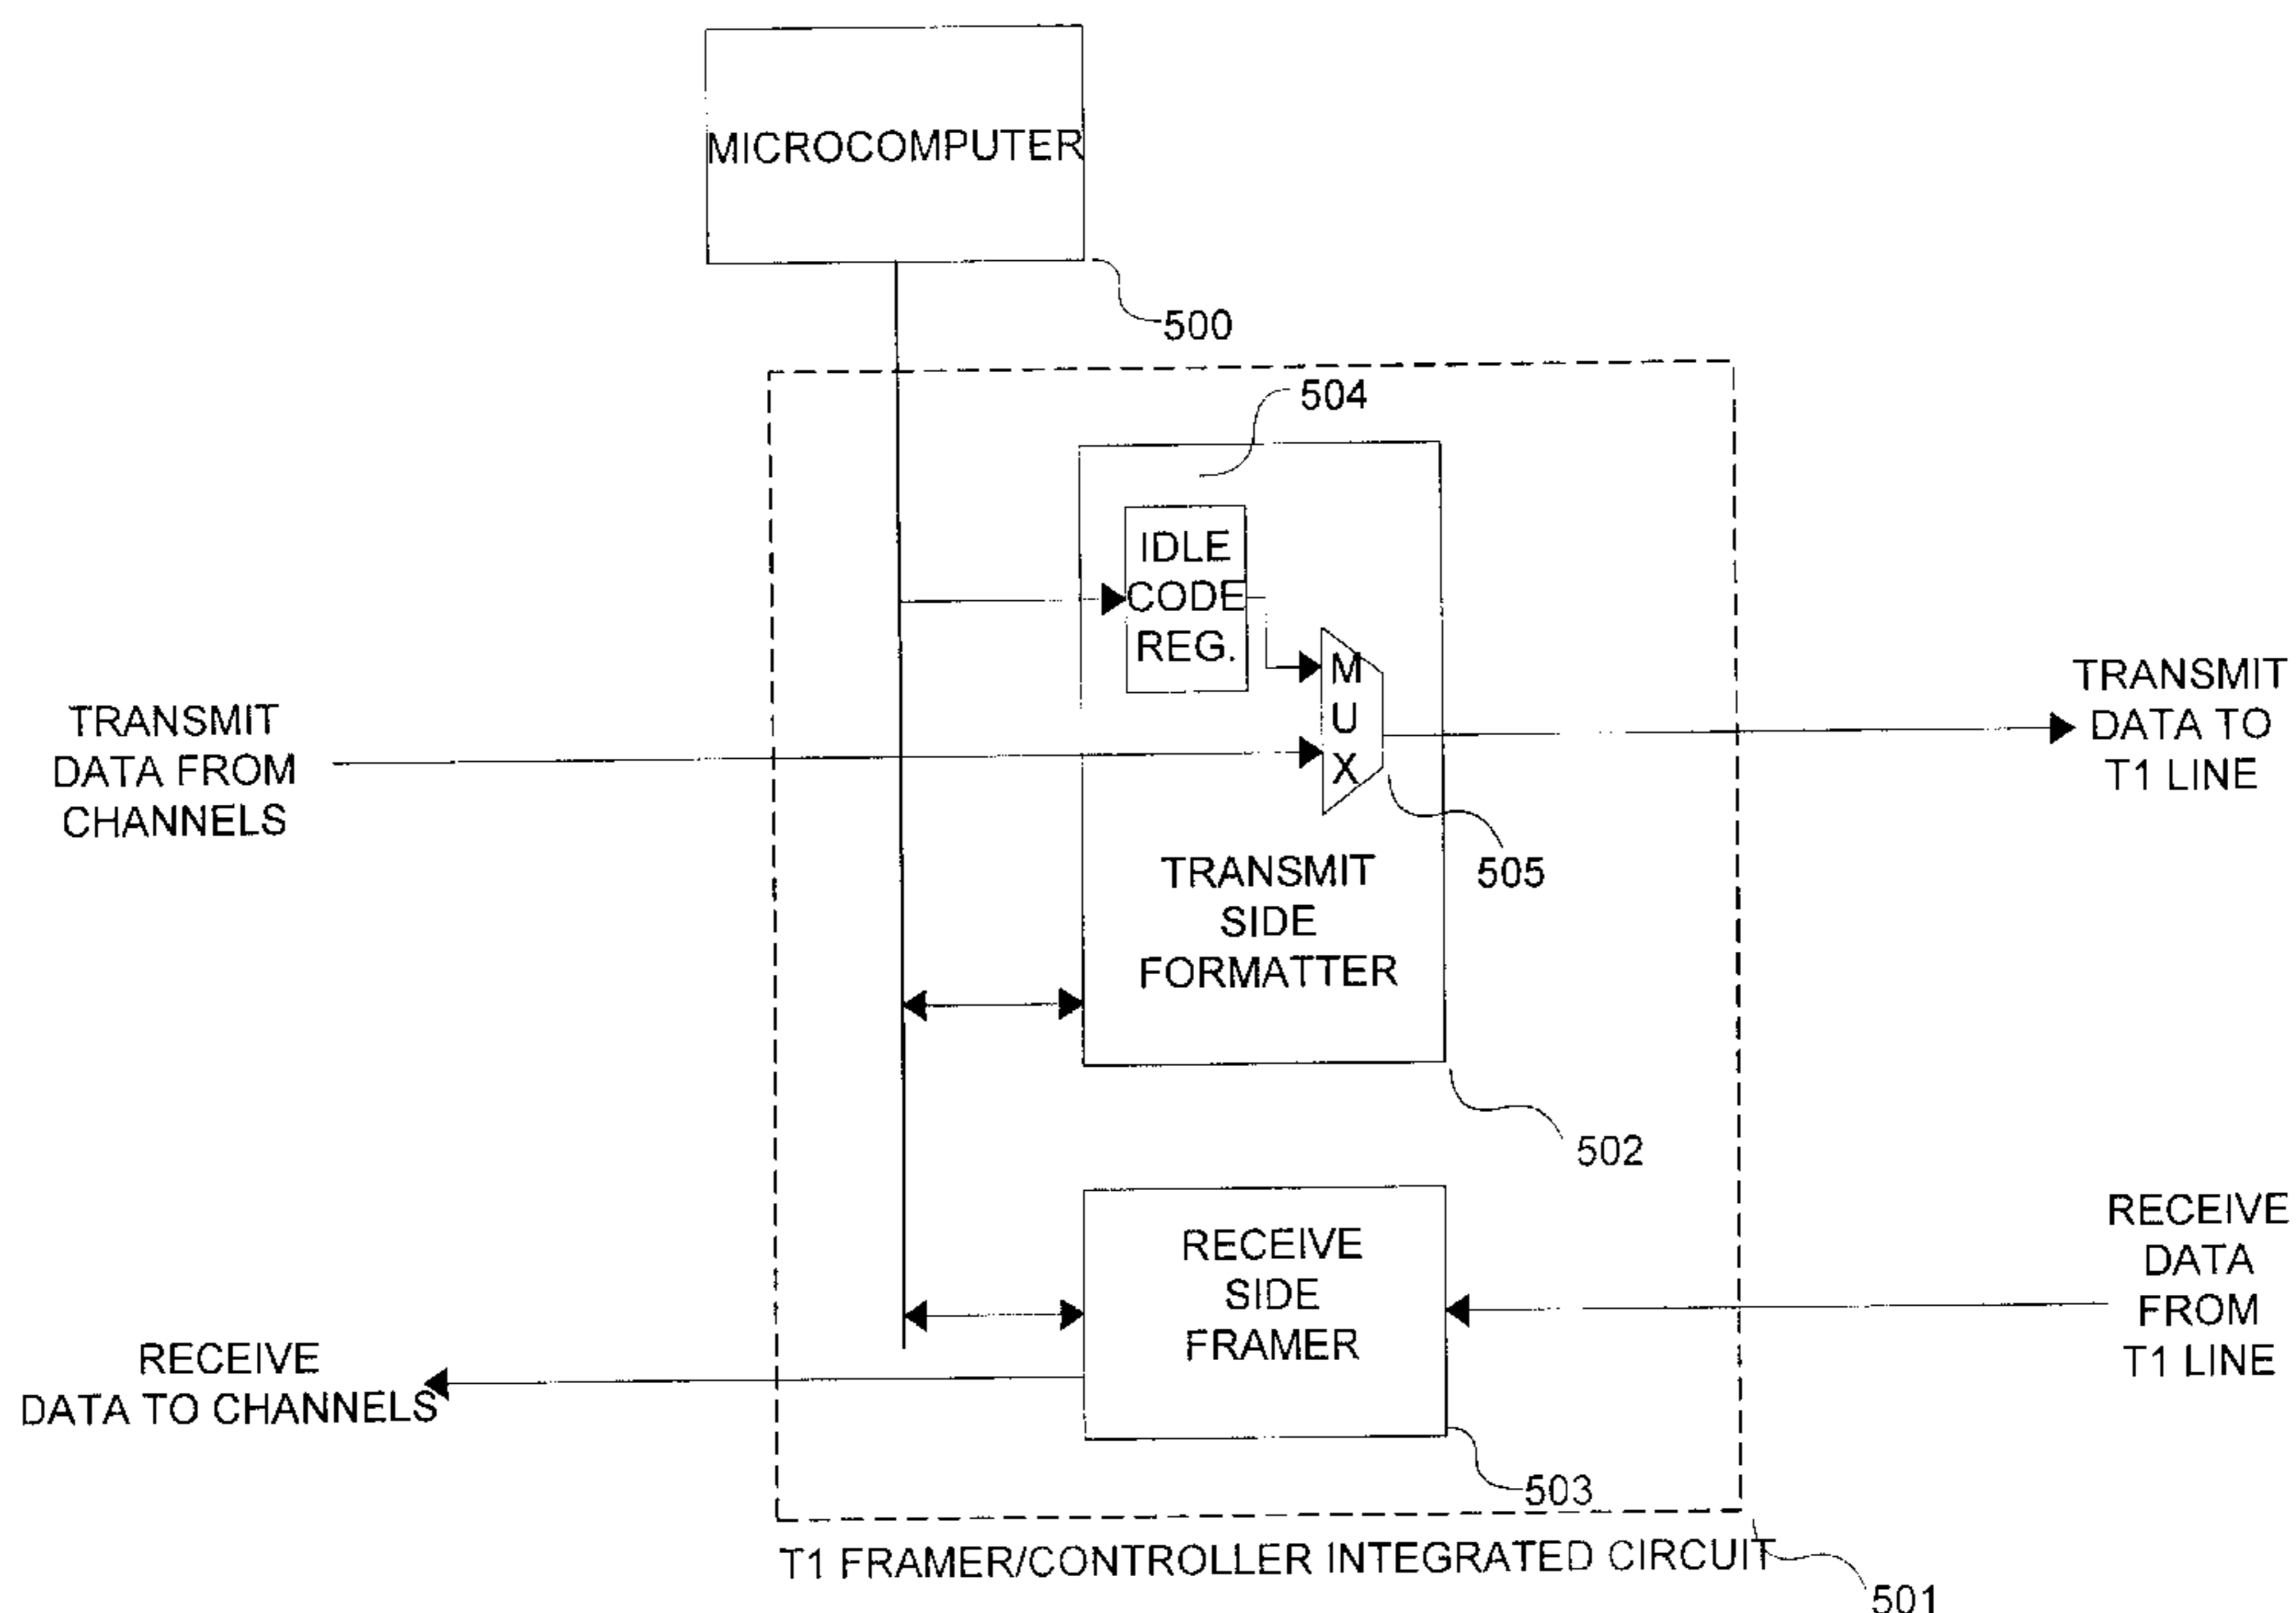 MICROCOMPUTER
500
504
IDLE
CODE
REG.
M
U
X
TRANSMIT
DATA FROM
CHANNELS
TRANSMIT
DATA TO
T1 LINE
505
TRANSMIT
SIDE
FORMATTER
502
RECEIVE
SIDE
FRAMER
RECEIVE
DATA
FROM
T1 LINE
RECEIVE
DATA TO CHANNELS
503
T1 FRAMER/CONTROLLER INTEGRATED CIRCUIT
501